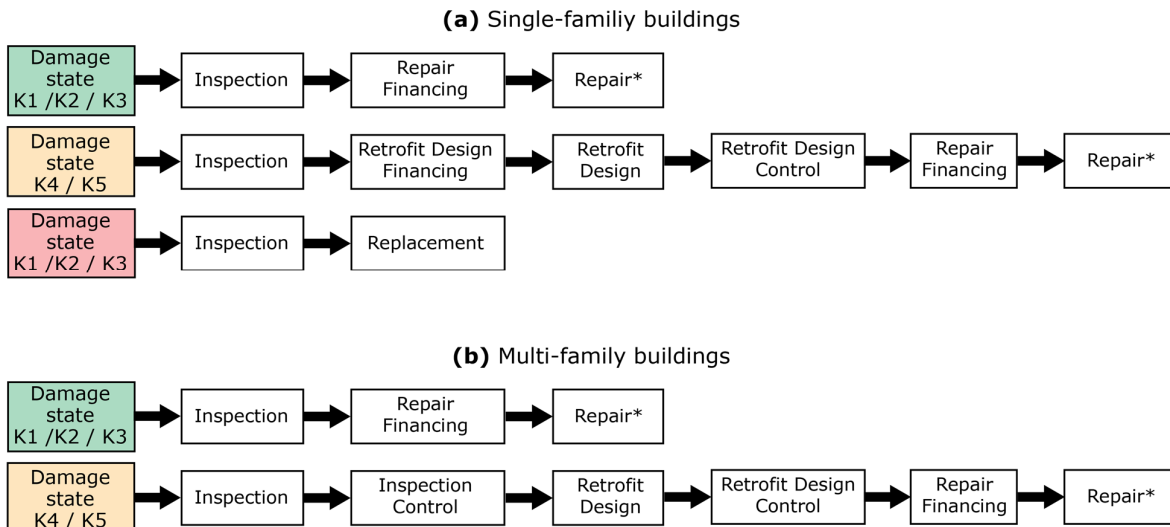 (a) Single-familiy buildings
Damage
state
K1 /K2 / K3
Inspection
Repair
Financing
Repair*
Damage
state
K4 / K5
Inspection
Retrofit Design
Financing
Retrofit
Design
Retrofit Design
Control
Repair
Financing
Repair*
Damage
state
K1 /K2 / K3
Inspection
Replacement
(b) Multi-family buildings
Damage
state
K1 /K2 / K3
Inspection
Repair
Financing
Repair*
Damage
state
K4 / K5
Inspection
Inspection
Control
Retrofit
Design
Retrofit Design
Control
Repair
Financing
Repair*